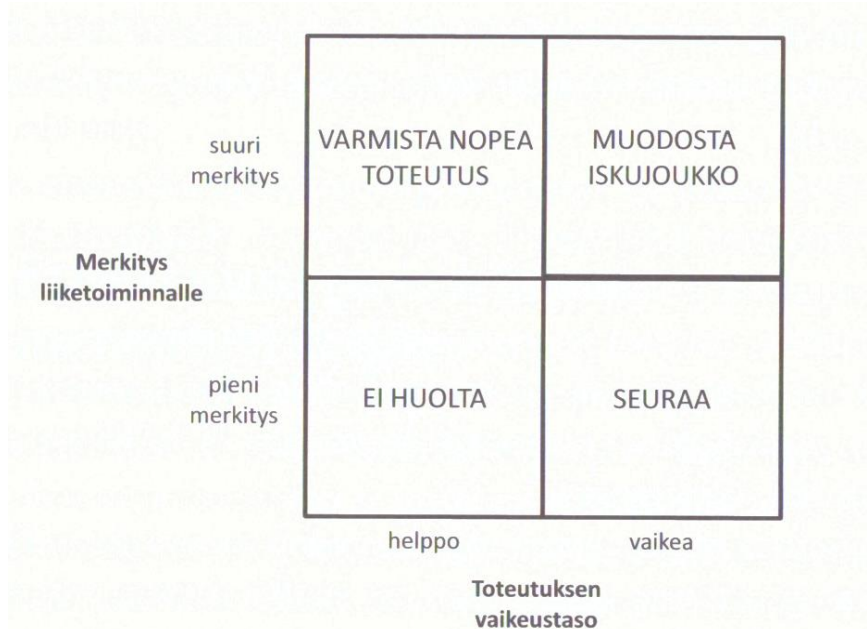 suuri
merkitys
VARMISTA NOPEA
TOTEUTUS
MUODOSTA
ISKUJOUKKO
Merkitys
liiketoiminnalle
pieni
merkitys
EI HUOLTA
SEURAA
helppo
vaikea
Toteutuksen
vaikeustaso